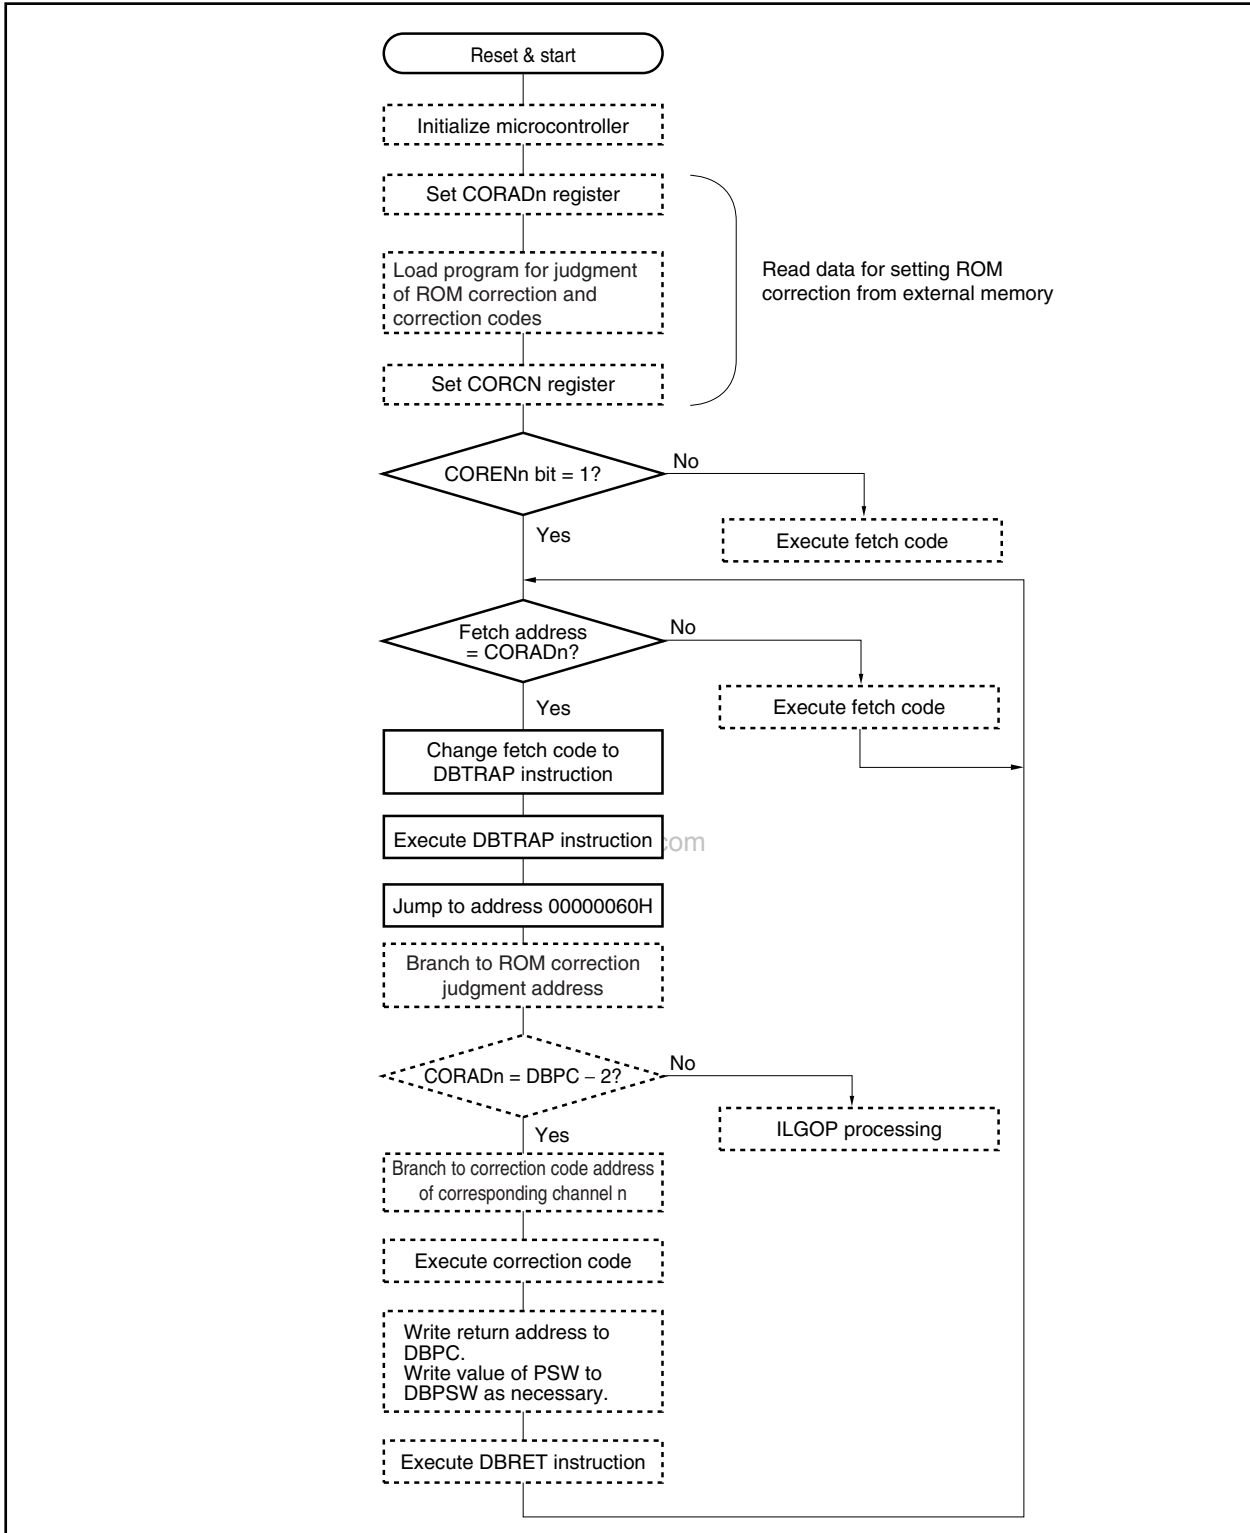 Reset & start
Initialize microcontroller
Set CORADn register
Load program for judgment
of ROM correction and
correction codes
Read data for setting ROM
correction from external memory
Set CORCN register
CORENn bit = 1?
No
Yes
Execute fetch code
Fetch address
= CORADn?
No
Yes
Execute fetch code
Change fetch code to
DBTRAP instruction
Execute DBTRAP instruction
com
Jump to address 00000060H
Branch to ROM correction
judgment address
CORADn = DBPC – 2?
No
Yes
ILGOP processing
Branch to correction code address
of corresponding channel n
Execute correction code
Write return address to
DBPC.
Write value of PSW to
DBPSW as necessary.
Execute DBRET instruction